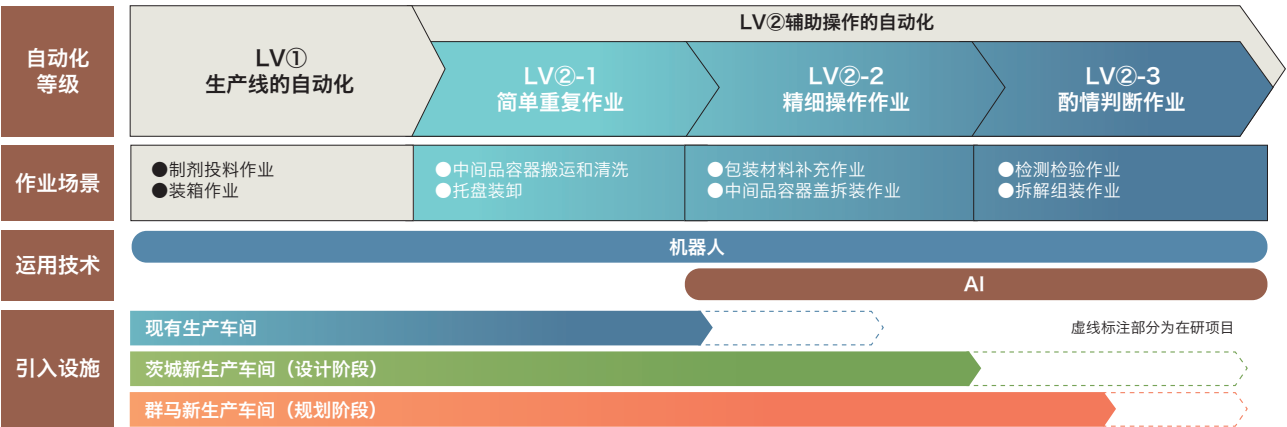 自动化
等级
LV①
生产线的自动化
LV②辅助操作的自动化
LV②-1
简单重复作业
LV②-2
精细操作作业
LV②-3
酌情判断作业
作业场景
●制剂投料作业
●装箱作业
●中间品容器搬运和清洗
●托盘装卸
●包装材料补充作业
●中间品容器盖拆装作业
●检测检验作业
●拆解组装作业
运用技术
机器人
AI
引入设施
现有生产车间
虚线标注部分为在研项目
茨城新生产车间（设计阶段）
群马新生产车间（规划阶段）